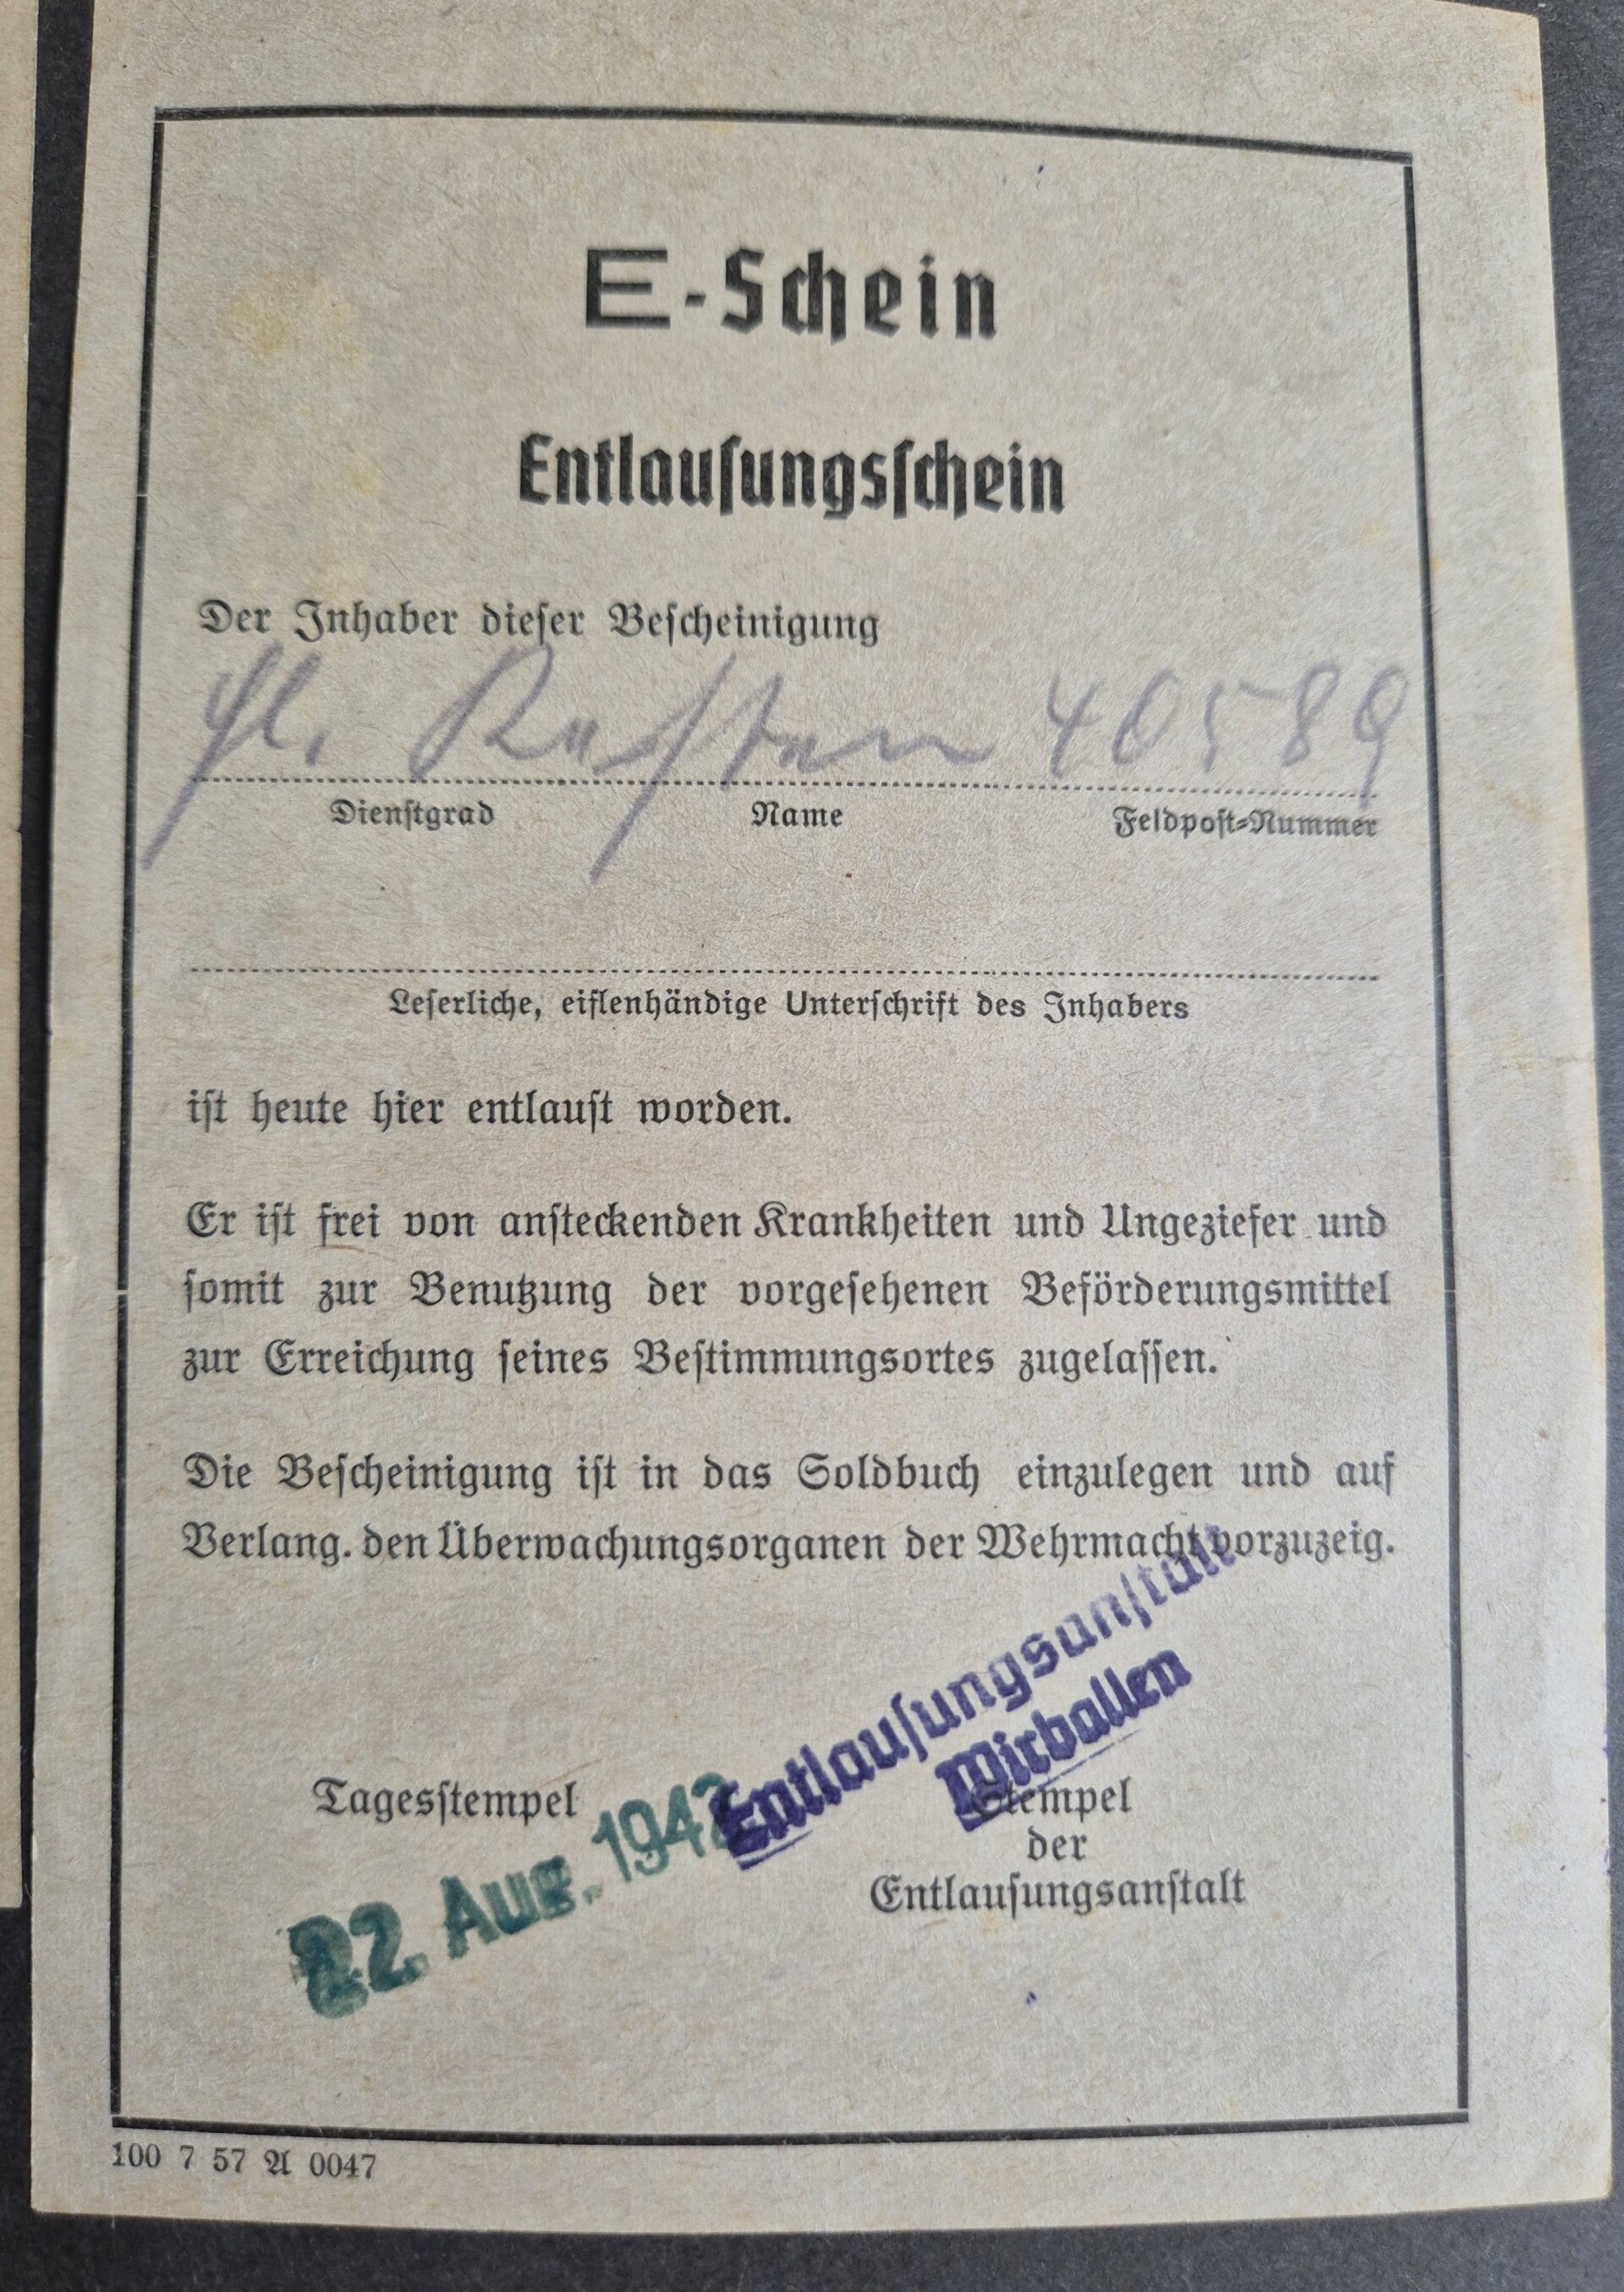 E-Schein
Entlausungsschein
Der Inhaber dieser Bescheinigung
40589
Dienstgrad Name Feldpost-Nummer
Leserliche, eiflenhändige Unterschrift des Inhabers
ist heute hier entlaust worden.
Er ist frei von ansteckenden Krankheiten und Ungeziefer und
somit zur Benutzung der vorgesehenen Beförderungsmittel
zur Erreichung seines Bestimmungsortes zugelassen.
Die Bescheinigung ist in das Soldbuch einzulegen und auf
Verlang. den Überwachungsorganen der Wehrmacht vorzuzeig.
Entlausungsanstalt
Wirballen
Tagesstempel
22. Aug. 1942
Stempel
der
Entlausungsanstalt
100 7 57 A 0047